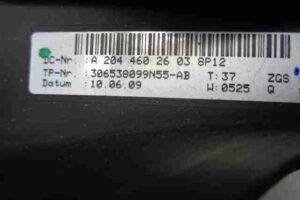 DC-Nr.: A 204 460 26 03 8P12
TP-Nr.: 306538099N55-AB T: 37 ZGS
Datum : 10.06.09 W: 0525 Q